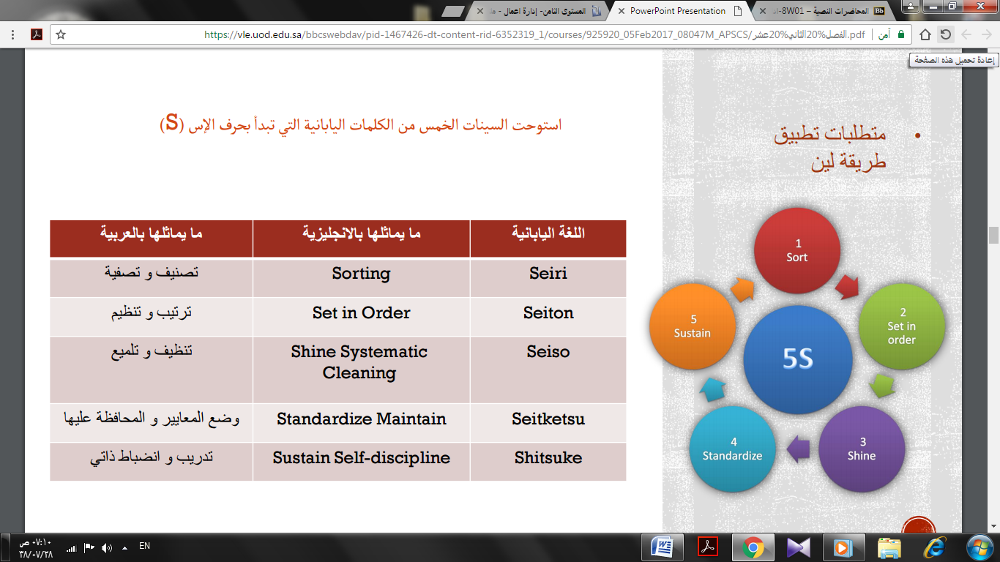 المحاضرات النصية – 8W01-ا
PowerPoint Presentation
المستوى الثامن- إدارة اعمال - ما
https://vle.uod.edu.sa/bbcswebdav/pid-1467426-dt-content-rid-6352319_1/courses/925920_05Feb2017_08047M_APSCS/الفصل%20الثاني%20عشر.pdf
آمن
إعادة تحميل هذه الصفحة
• متطلبات تطبيق
طريقة لين
استوحت السينات الخمس من الكلمات اليابانية التي تبدأ بحرف الإس (S)
اللغة اليابانية ما يماثلها بالانجليزية ما يماثلها بالعربية
Seiri Sorting تصنيف و تصفية
Seiton Set in Order ترتيب و تنظيم
Seiso Shine Systematic تنظيف و تلميع
Cleaning
Seitketsu Standardize Maintain وضع المعايير و المحافظة عليها
Shitsuke Sustain Self-discipline تدريب و انضباط ذاتي
1
Sort
2
Set in
order
3
Shine
4
Standardize
5
Sustain
5S
EN
٠٧:١٠ ص
٣٨/٠٧/٢٨